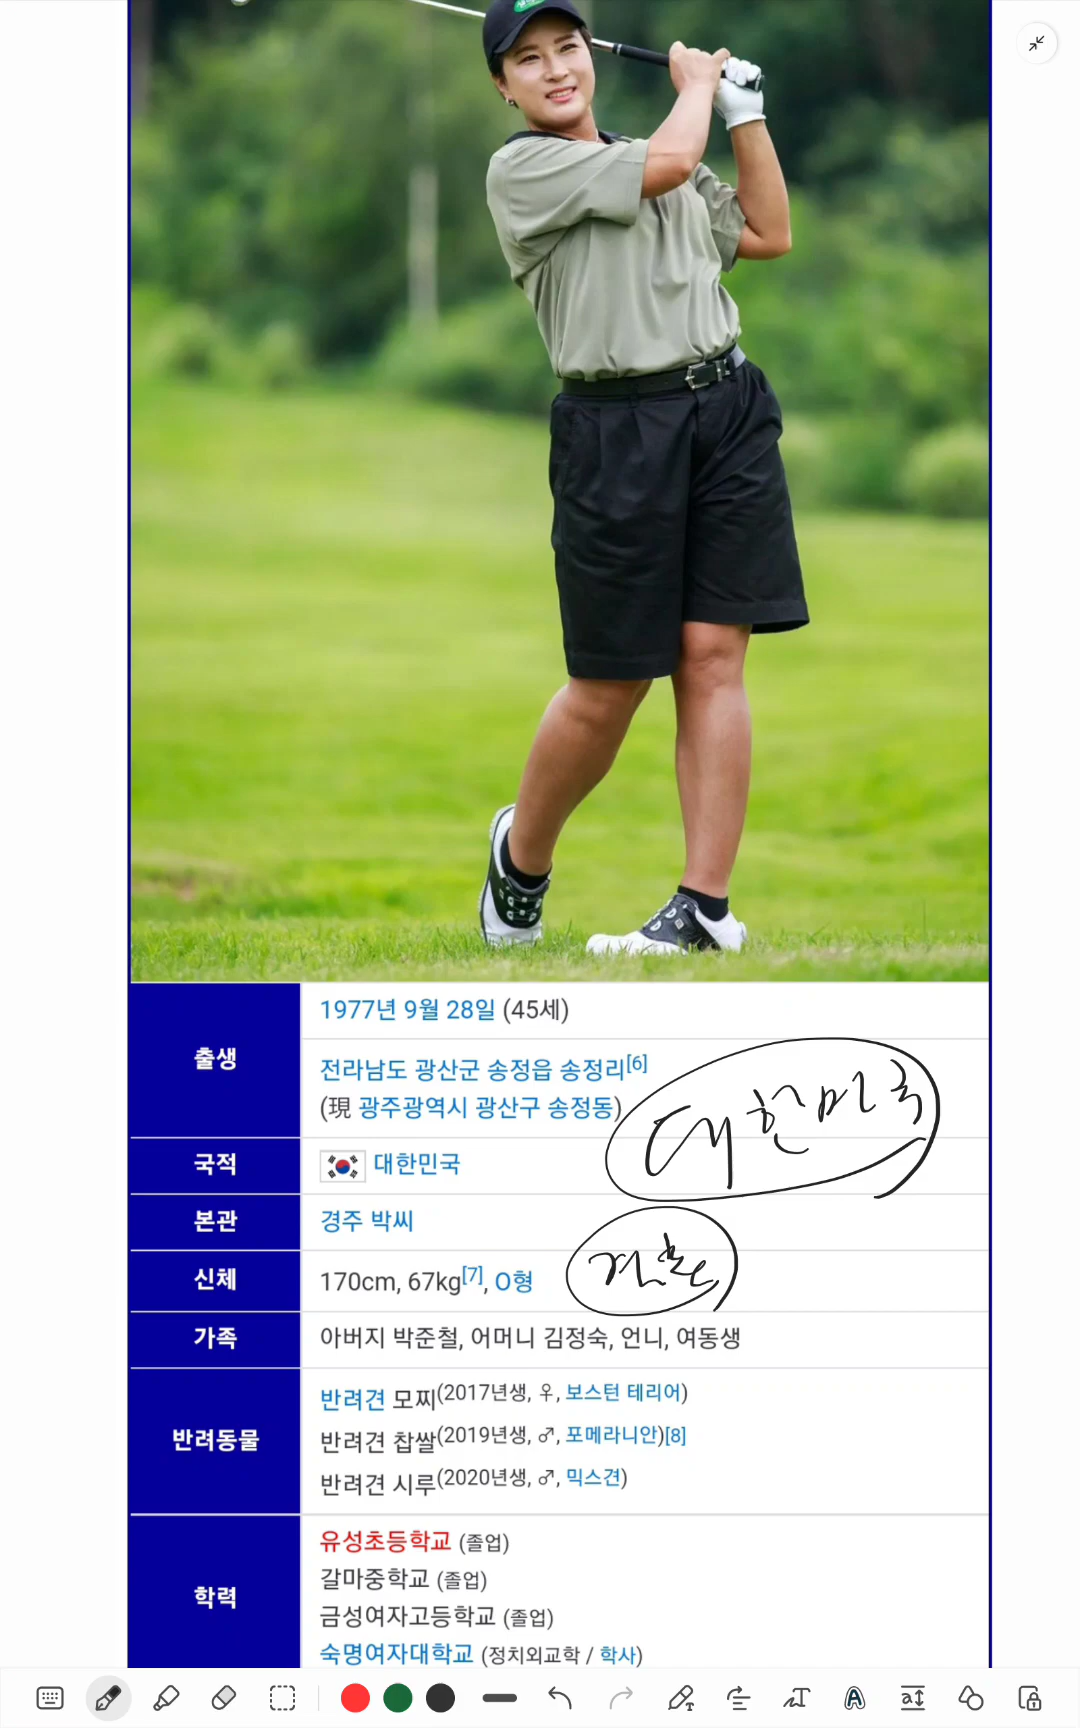 출생
1977년 9월 28일 (45세)
전라남도 광산군 송정읍 송정리[6]
(現 광주광역시 광산구 송정동)
대한민국
국적
대한민국
본관
경주 박씨
신체
170cm, 67kg[7], O형
가족
아버지 박준철, 어머니 김정숙, 언니, 여동생
반려동물
반려견 모찌(2017년생, ♀, 보스턴 테리어)
반려견 찹쌀(2019년생, ♂, 포메라니안)[8]
반려견 시루(2020년생, ♂, 믹스견)
학력
유성초등학교 (졸업)
갈마중학교 (졸업)
금성여자고등학교 (졸업)
숙명여자대학교 (정치외교학 / 학사)